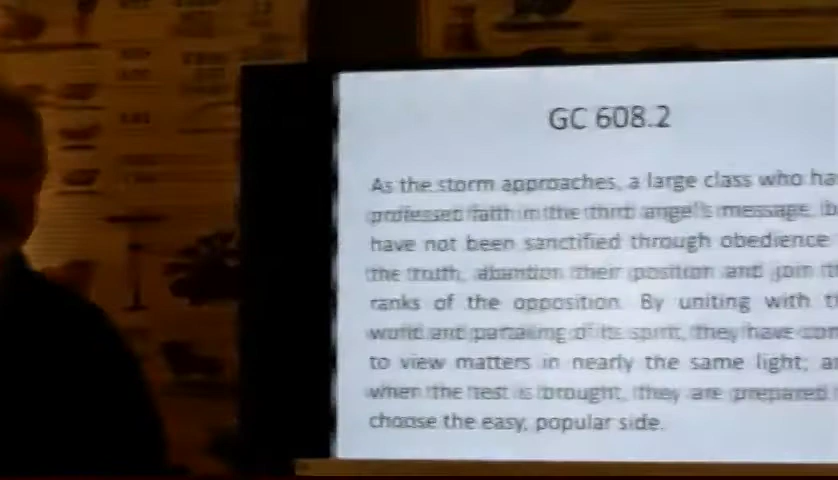 GC 608.2
As the storm approaches, a large class who ha
professed faith in the third angel's message, b
have not been sanctified through obedience
the truth, abandon their position and join t
ranks of the opposition. By uniting with t
world and partaking of its spirit, they have com
to view matters in nearly the same light; a
when the test is brought, they are prepared
choose the easy, popular side.